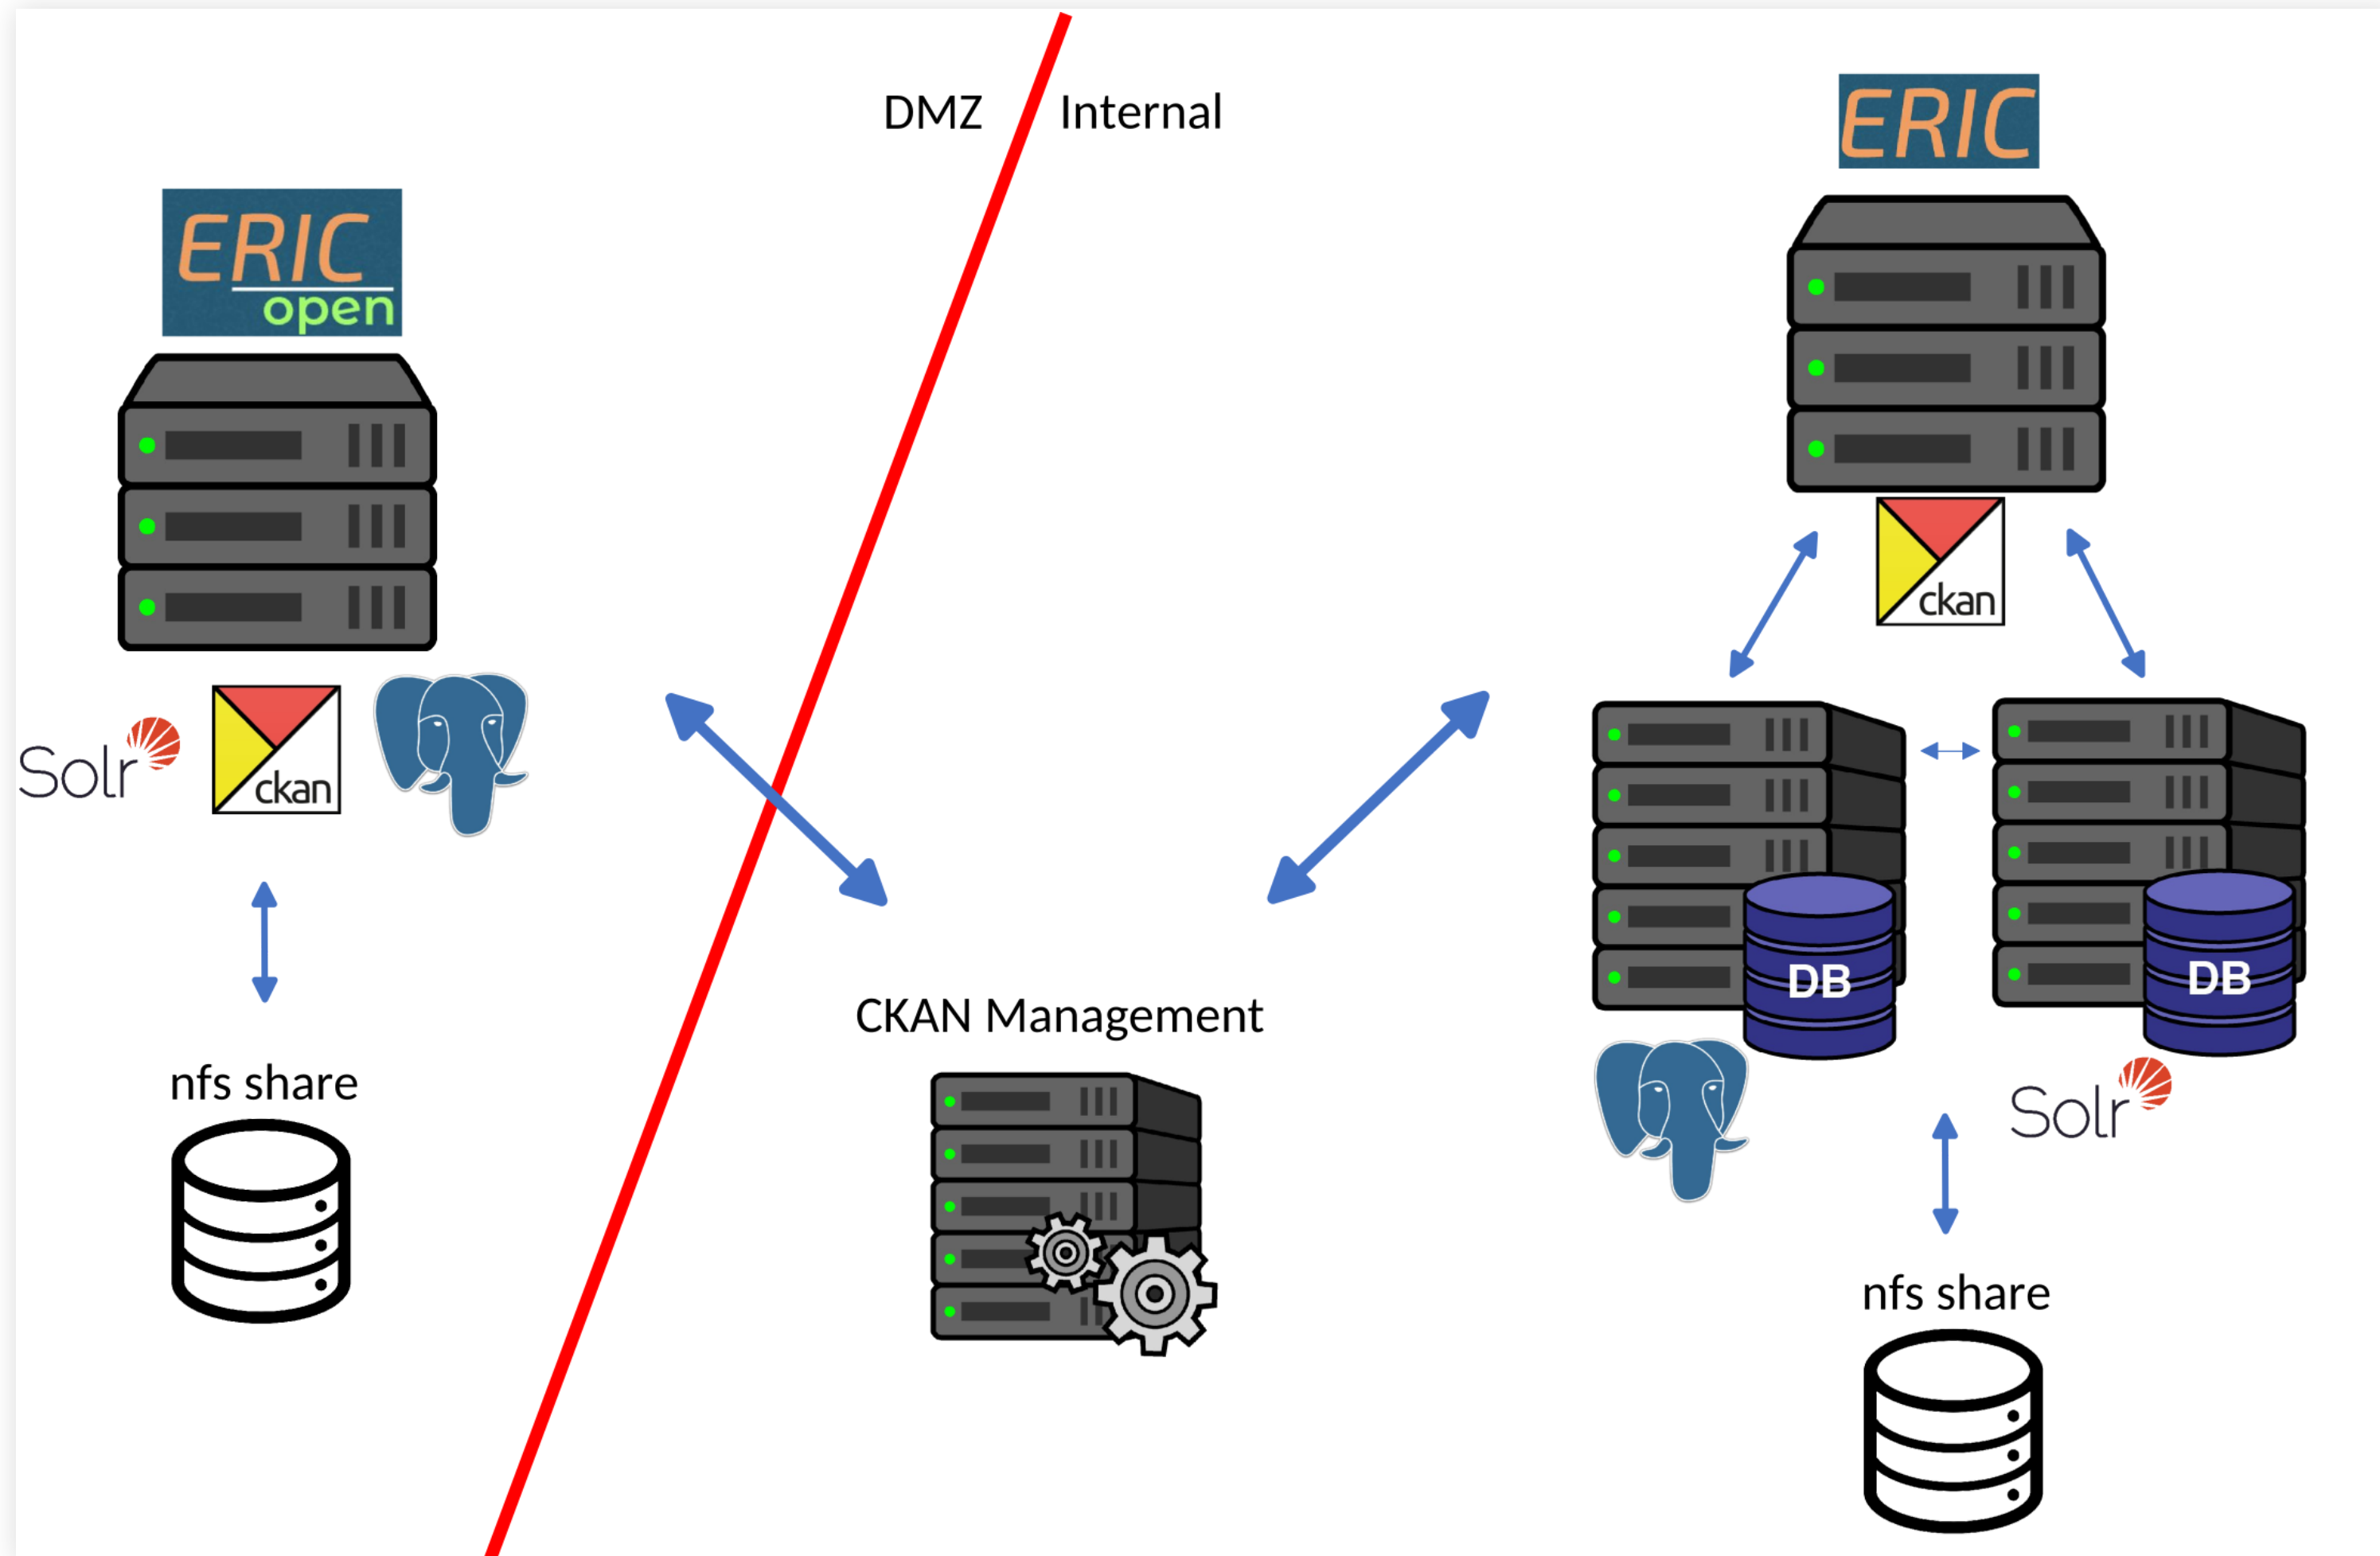 DMZ
Internal
ERIC
ERIC
open
ckan
Solr
ckan
DB
DB
CKAN Management
nfs share
Solr
nfs share